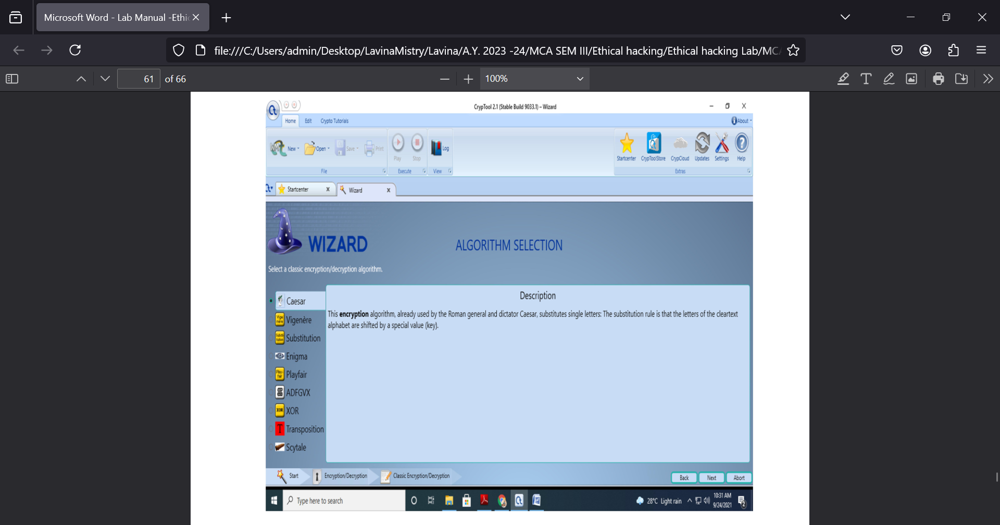 Microsoft Word - Lab Manual -Ethi
file:///C:/Users/admin/Desktop/LavinaMistry/Lavina/A.Y. 2023 -24/MCA SEM III/Ethical hacking/Ethical hacking Lab/MCA
61 of 66
100%
CrypTool 2.1 (Stable Build 9033.1) – Wizard
Home Edit Crypto Tutorials About
New Open Save Print Play Stop Log Startcenter CrypToolStore CrypCloud Updates Settings Help
File Execute View Extras
Startcenter x Wizard x
WIZARD
ALGORITHM SELECTION
Select a classic encryption/decryption algorithm.
Description
This encryption algorithm, already used by the Roman general and dictator Caesar, substitutes single letters: The substitution rule is that the letters of the cleartext
alphabet are shifted by a special value (key).
Caesar
Vigenère
Substitution
Enigma
Playfair
ADFGVX
XOR XOR
T Transposition
Scytale
Start Encryption/Decryption Classic Encryption/Decryption Back Next Abort
Type here to search 28°C Light rain 10:31 AM
9/24/2021 2